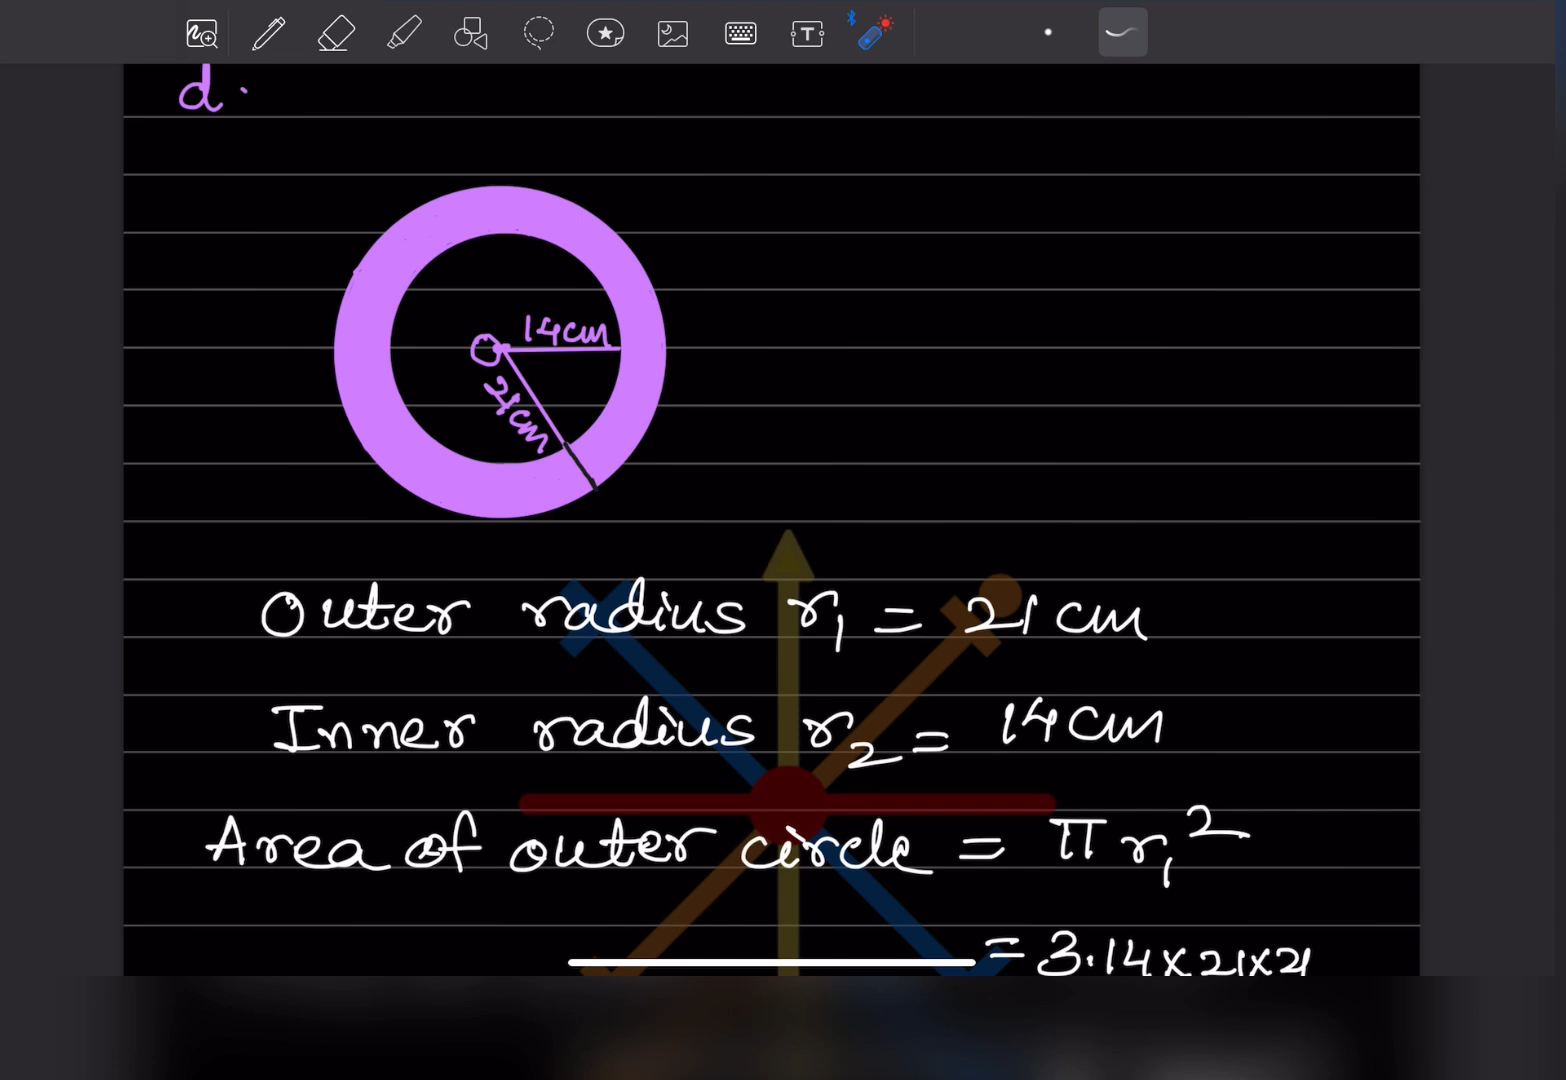 d.
14cm
O
21cm
Outer radius r₁ = 21 cm
Inner radius r₂ = 14 cm
Area of outer circle = π r₁²
= 3.14 x 21 x 21